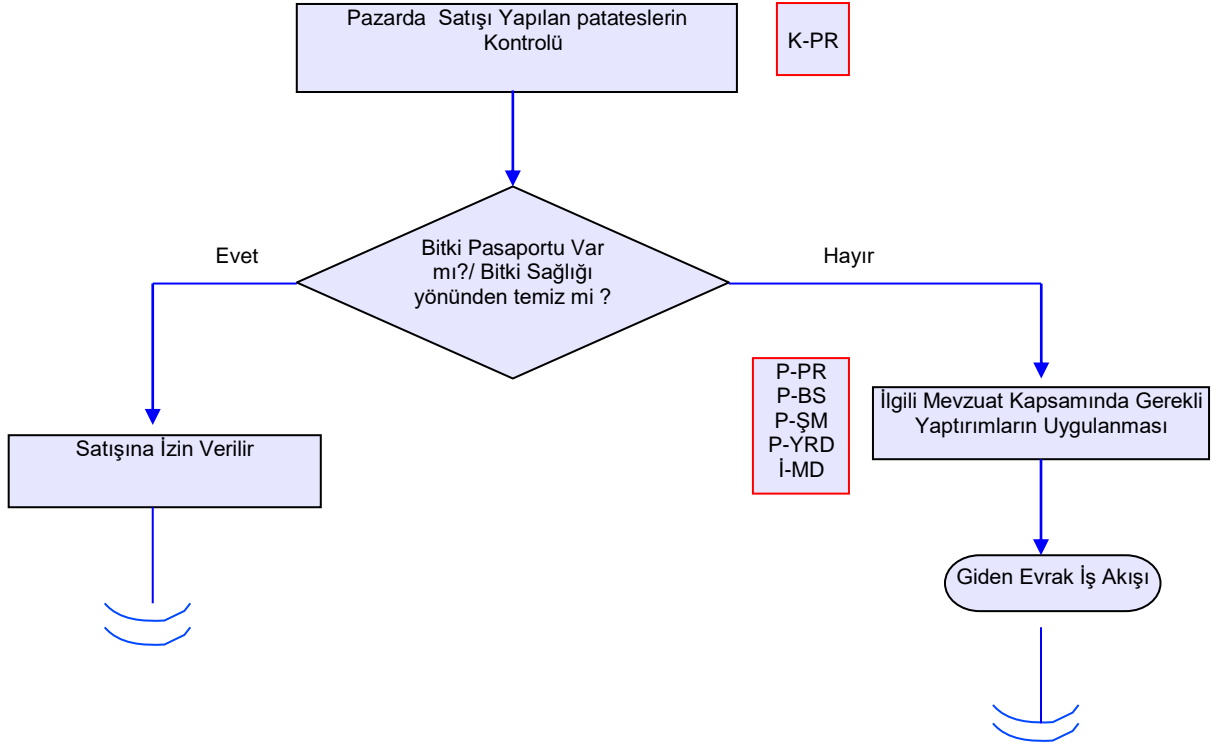 Pazarda  Satışı Yapılan patateslerin
Kontrolü
K-PR
Bitki Pasaportu Var
mı?/ Bitki Sağlığı
yönünden temiz mi ?
Evet
Hayır
Satışına İzin Verilir
P-PR
P-BS
P-ŞM
P-YRD
İ-MD
İlgili Mevzuat Kapsamında Gerekli
Yaptırımların Uygulanması
Giden Evrak İş Akışı